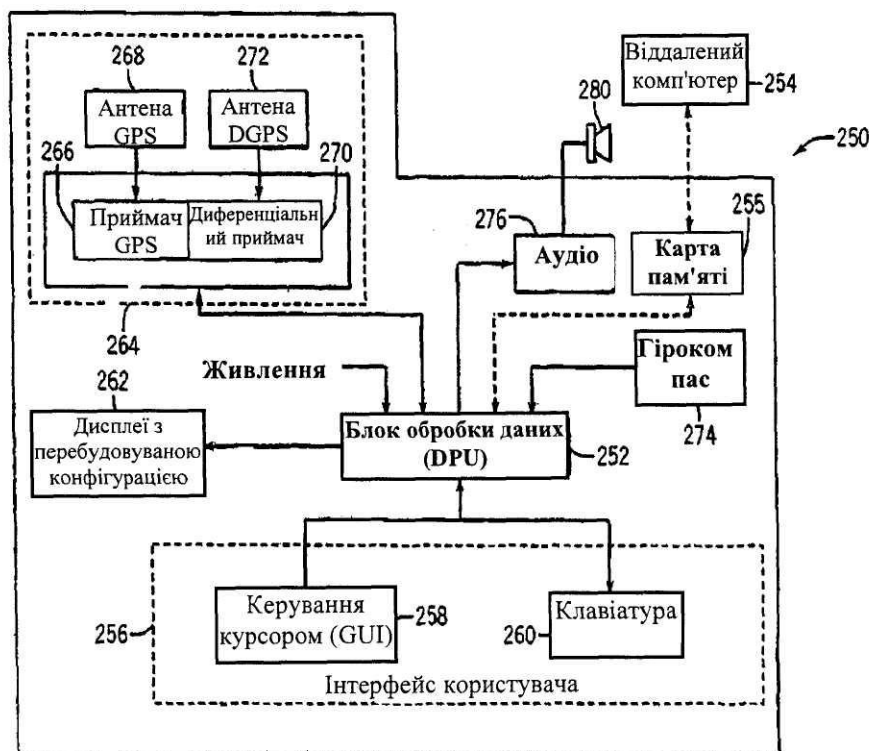 268
272
Антена
GPS
Антена
DGPS
266
270
Приймач
GPS
Диференціальн
ий приймач
264
Віддалений
комп'ютер
254
280
250
276
Аудіо
255
Карта
пам'яті
Гіроком
пас
274
Живлення
262
Дисплеї з
перебудовуваною
конфігурацією
Блок обробки даних
(DPU)
252
256
Керування
курсором (GUI)
258
Клавіатура
260
Інтерфейс користувача